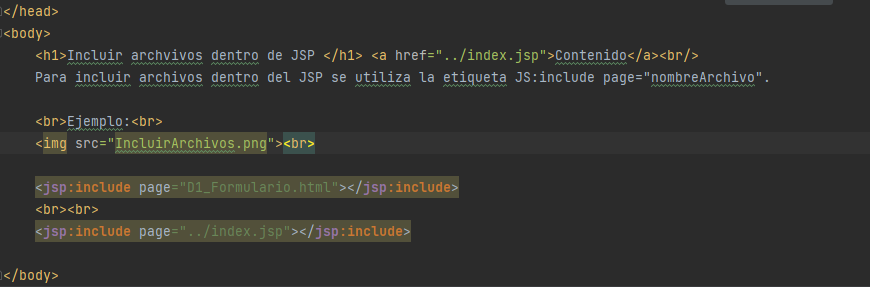 </head>
<body>
<h1>Incluir archvivos dentro de JSP </h1> <a href="../index.jsp">Contenido</a><br/>
Para incluir archivos dentro del JSP se utiliza la etiqueta JS:include page="nombreArchivo".
<br>Ejemplo:<br>
<img src="IncluirArchivos.png"><br>
<jsp:include page="D1_Formulario.html"></jsp:include>
<br><br>
<jsp:include page="../index.jsp"></jsp:include>
</body>